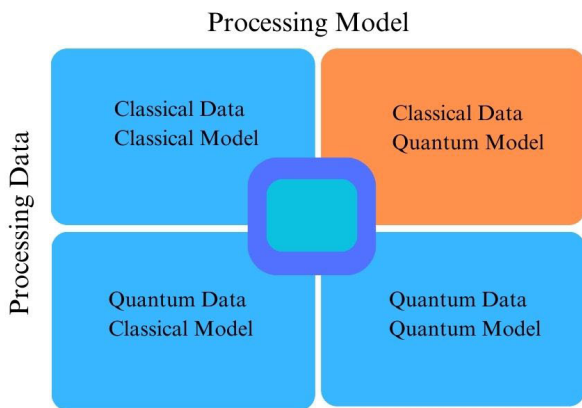 Processing Model
Processing Data
Classical Data
Classical Model
Classical Data
Quantum Model
Quantum Data
Classical Model
Quantum Data
Quantum Model